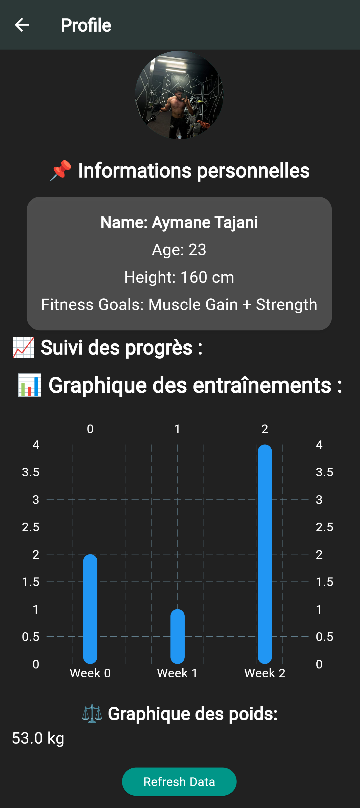 Profile
📌 Informations personnelles
Name: Aymane Tajani
Age: 23
Height: 160 cm
Fitness Goals: Muscle Gain + Strength
📈 Suivi des progrès :
📊 Graphique des entraînements :
0 1 2
4 4
3.5 3.5
3 3
2.5 2.5
2 2
1.5 1.5
1 1
0.5 0.5
0 0
Week 0 Week 1 Week 2
⚖️ Graphique des poids:
53.0 kg
Refresh Data